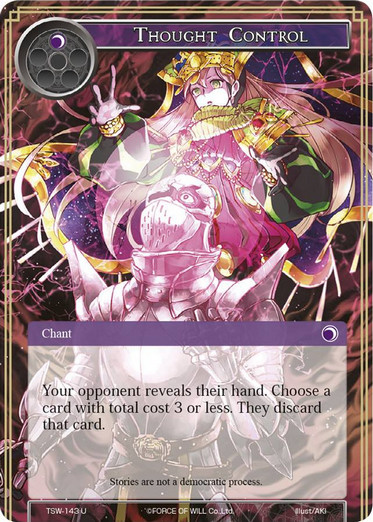 Thought Control
Chant
Your opponent reveals their hand. Choose a
card with total cost 3 or less. They discard
that card.
Stories are not a democratic process.
TSW-143 U ©FORCE OF WILL Co.,Ltd. Illust/AKI